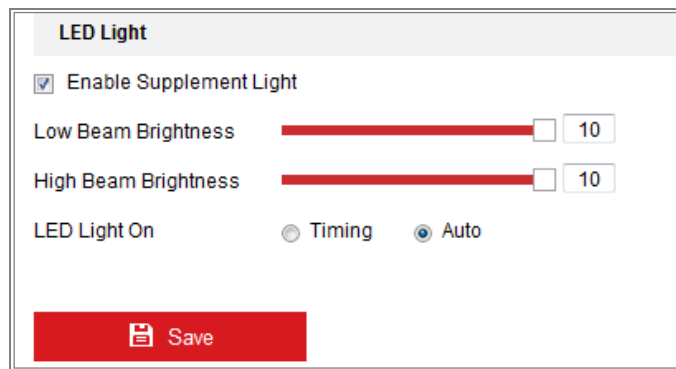 LED Light
Enable Supplement Light
Low Beam Brightness 10
High Beam Brightness 10
LED Light On Timing Auto
Save